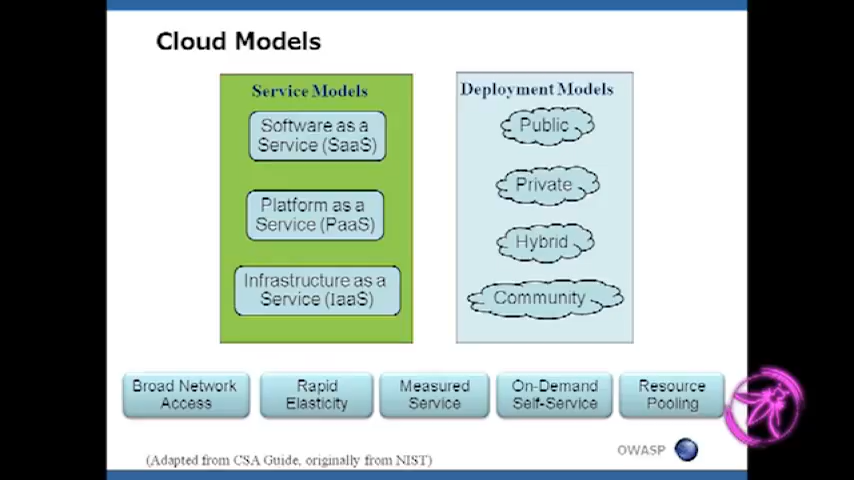 Cloud Models
Service Models
Software as a
Service (SaaS)
Platform as a
Service (PaaS)
Infrastructure as a
Service (IaaS)
Deployment Models
Public
Private
Hybrid
Community
Broad Network
Access
Rapid
Elasticity
Measured
Service
On-Demand
Self-Service
Resource
Pooling
OWASP
(Adapted from CSA Guide, originally from NIST)